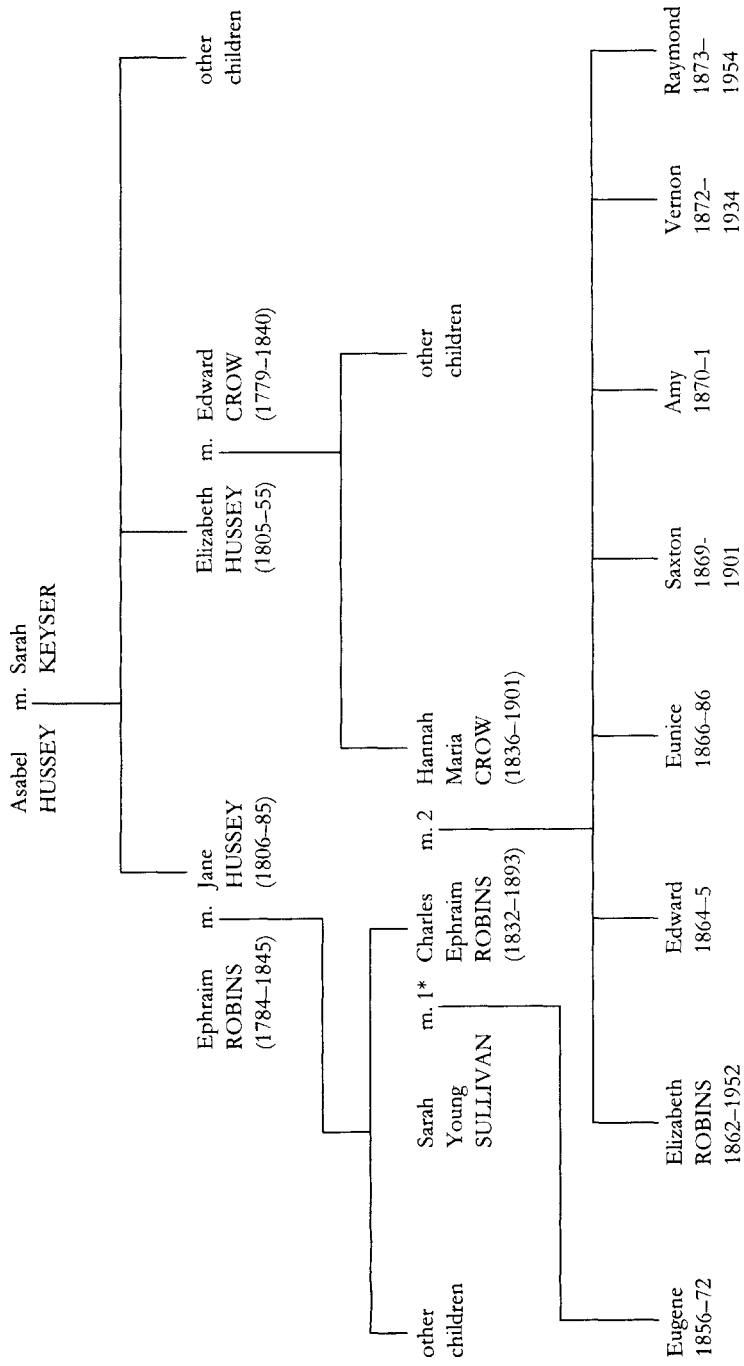 Asabel m. Sarah
HUSSEY KEYSER
Ephraim m. Jane
ROBINS HUSSEY
(1784–1845) (1806–85)
Elizabeth m. Edward
HUSSEY CROW
(1805–55) (1779–1840)
other
children
other
children
Sarah m. 1* Charles m. 2 Hannah
Young Ephraim Maria
SULLIVAN ROBINS CROW
(1832–1893) (1836–1901)
other
children
Eugene
1856–72
Elizabeth
ROBINS
1862–1952
Edward
1864–5
Eunice
1866–86
Saxton
1869-
1901
Amy
1870–1
Vernon
1872–
1934
Raymond
1873–
1954